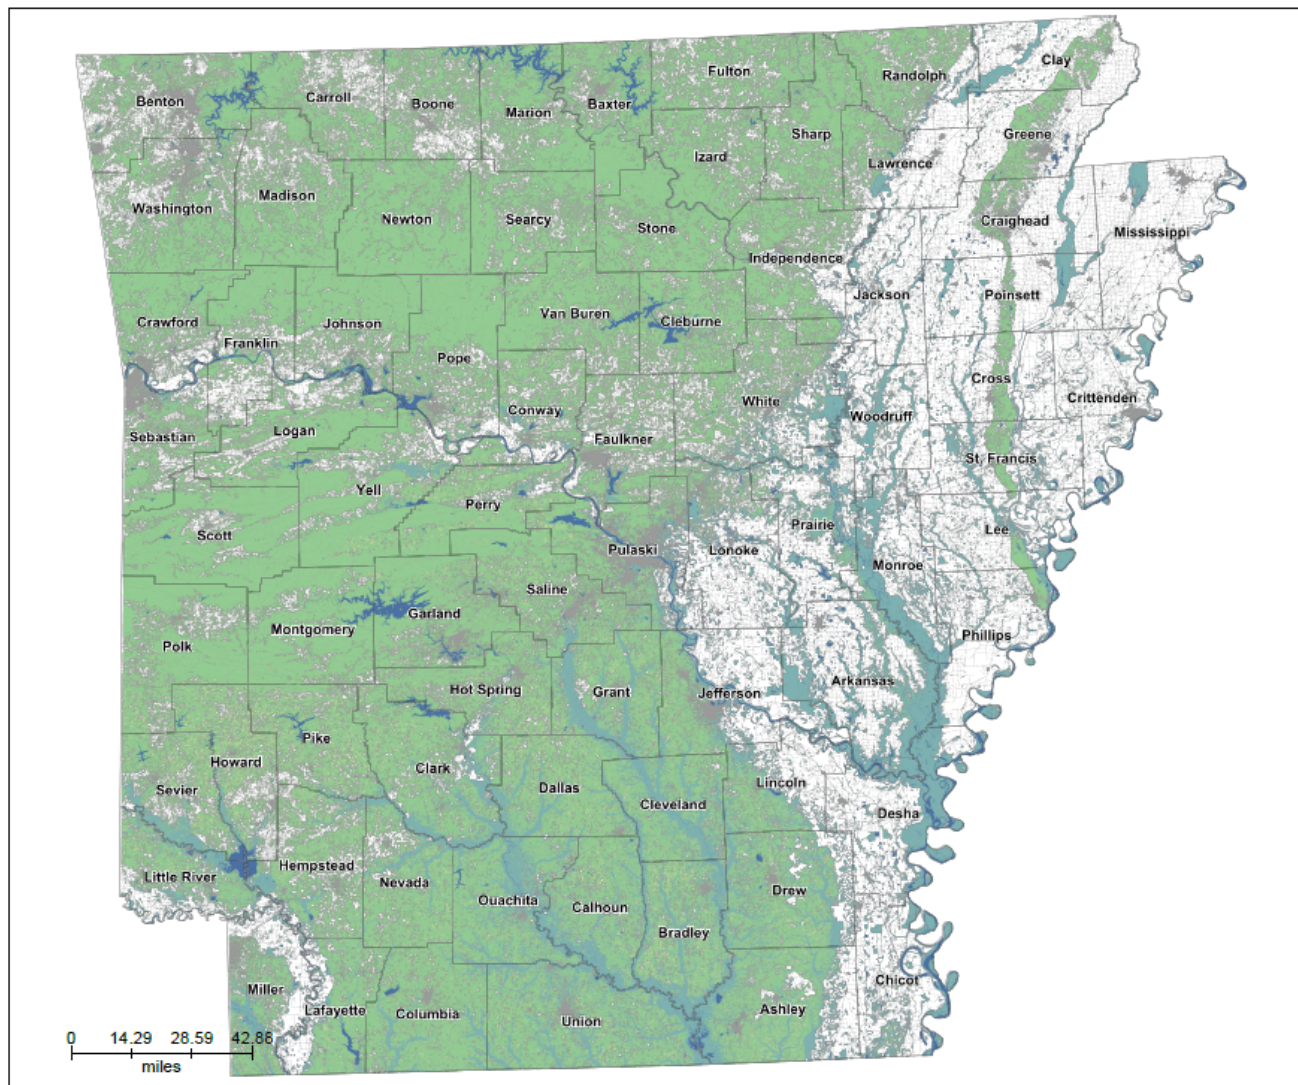 Clay
Fulton
Randolph
Benton
Carroll
Boone
Marion
Baxter
Sharp
Greene
Izard
Lawrence
Washington
Madison
Newton
Searcy
Stone
Craighead
Mississippi
Independence
Jackson
Poinsett
Crawford
Johnson
Van Buren
Cleburne
Franklin
Pope
Cross
Crittenden
Conway
White
Woodruff
Sebastian
Logan
Faulkner
St. Francis
Yell
Perry
Scott
Prairie
Lee
Pulaski
Lonoke
Monroe
Saline
Garland
Montgomery
Polk
Phillips
Hot Spring
Grant
Jefferson
Arkansas
Pike
Howard
Clark
Sevier
Dallas
Lincoln
Cleveland
Desha
Hempstead
Little River
Nevada
Drew
Ouachita
Calhoun
Bradley
Miller
Chicot
Lafayette
Columbia
Union
Ashley
0 14.29 28.59 42.88
miles